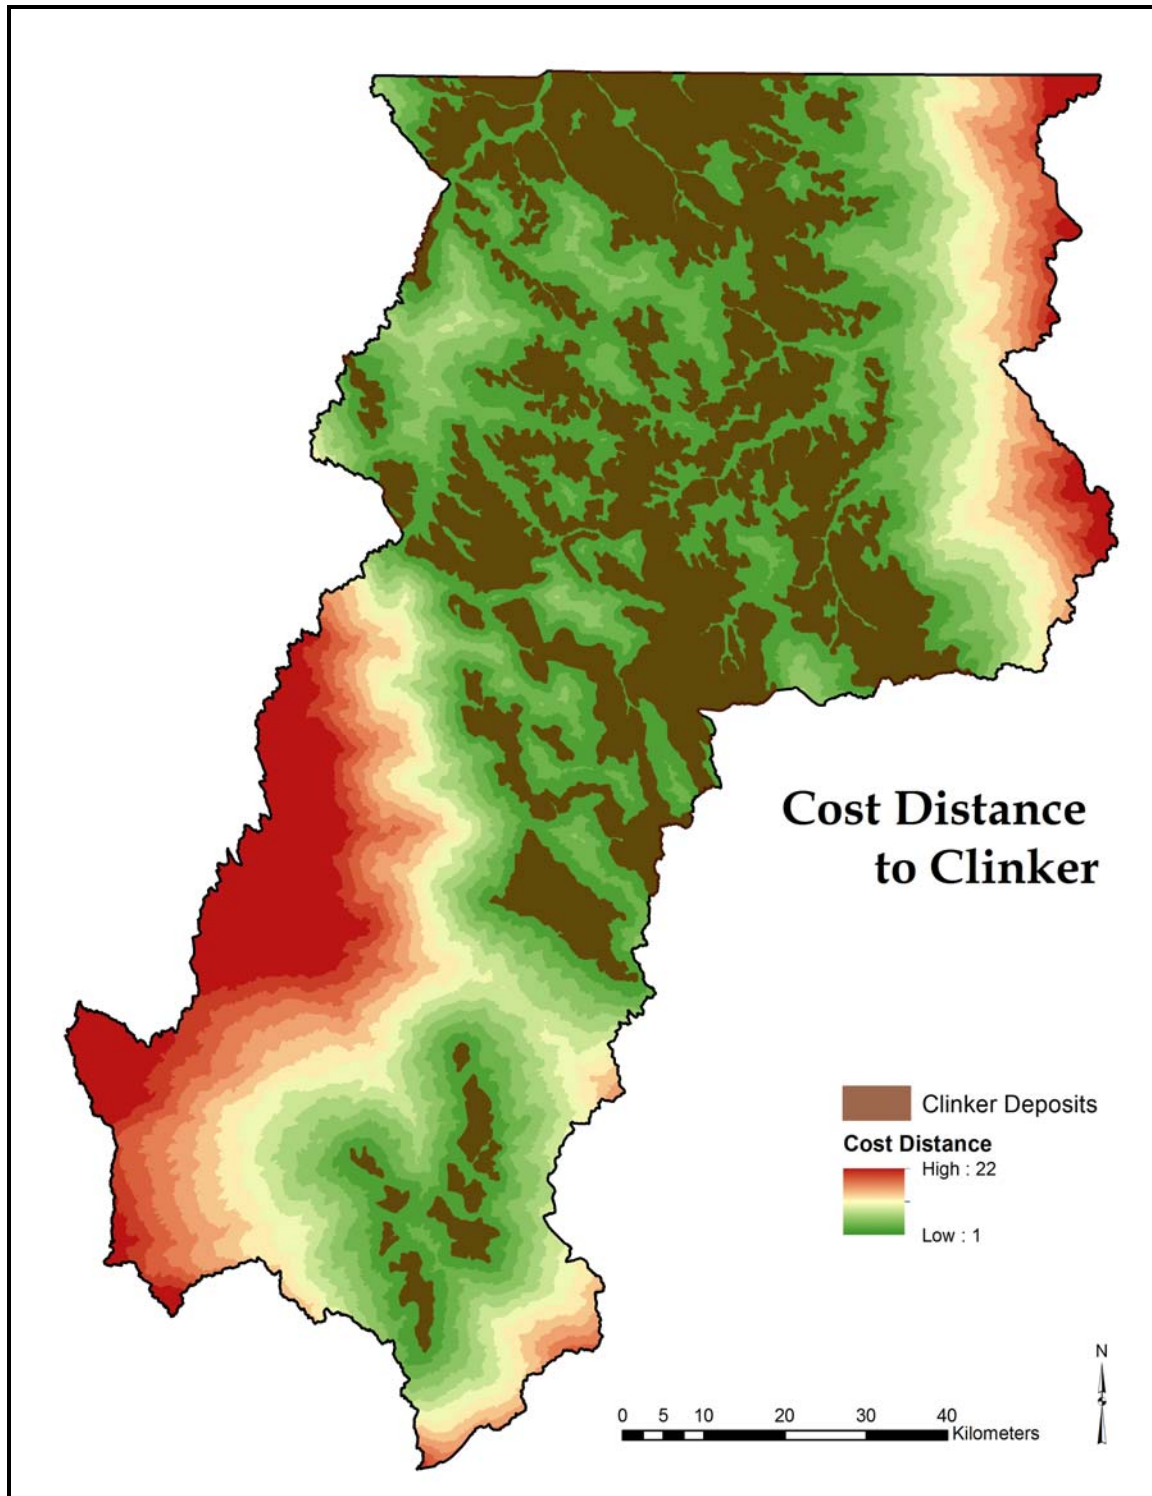 Cost Distance
to Clinker
Clinker Deposits
Cost Distance
High : 22
Low : 1
N
0 5 10 20 30 40
Kilometers